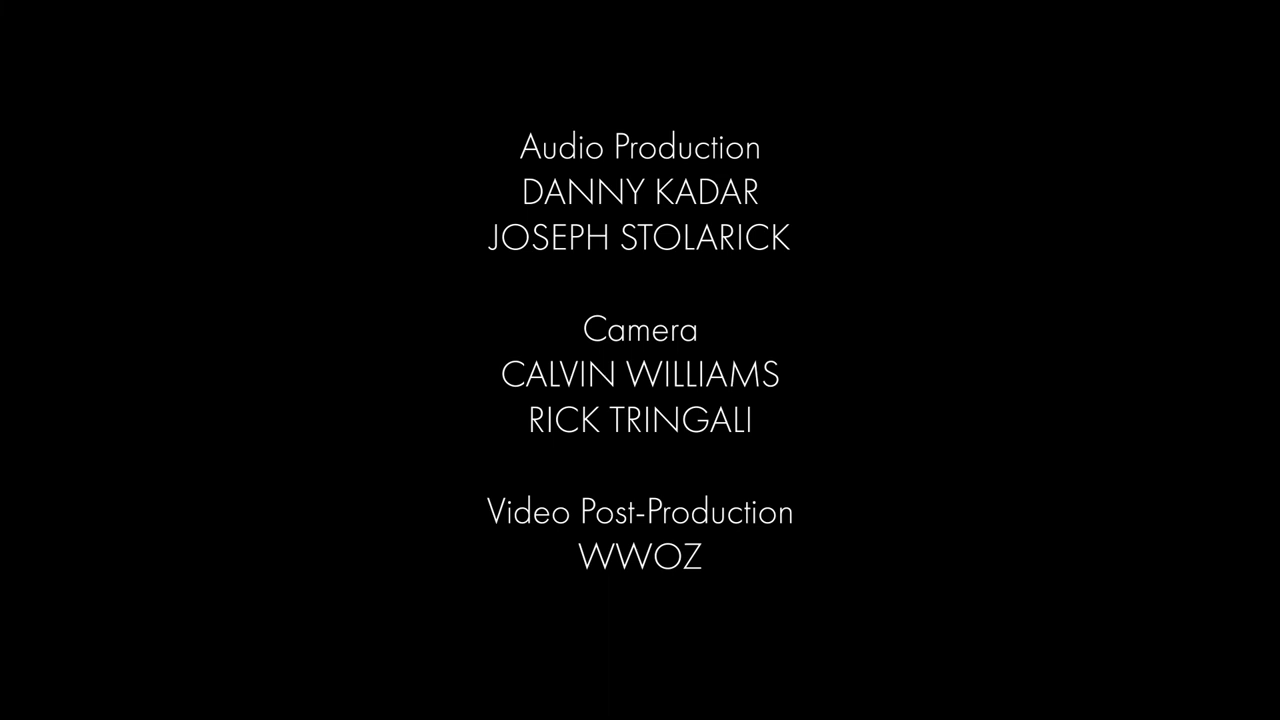 Audio Production
DANNY KADAR
JOSEPH STOLARICK
Camera
CALVIN WILLIAMS
RICK TRINGALI
Video Post-Production
WWOZ